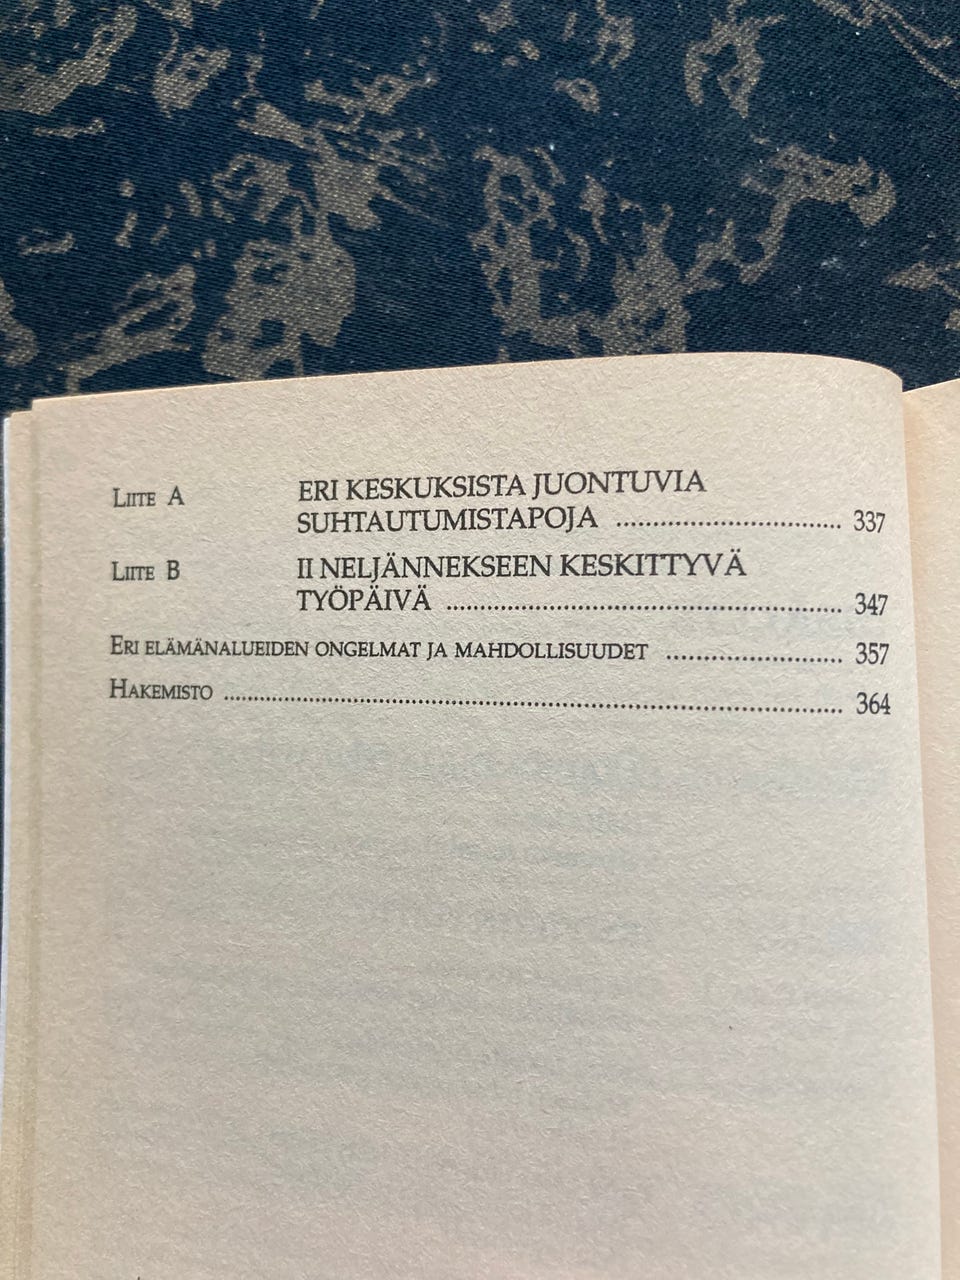 Liite A ERI KESKUKSISTA JUONTUVIA
SUHTAUTUMISTAPOJA ................................ 337
Liite B II NELJÄNNEKSEEN KESKITTYVÄ
TYÖPÄIVÄ ........................................................ 347
Eri elämänalueiden ongelmat ja mahdollisuudet ......................... 357
Hakemisto ........................................................................................ 364